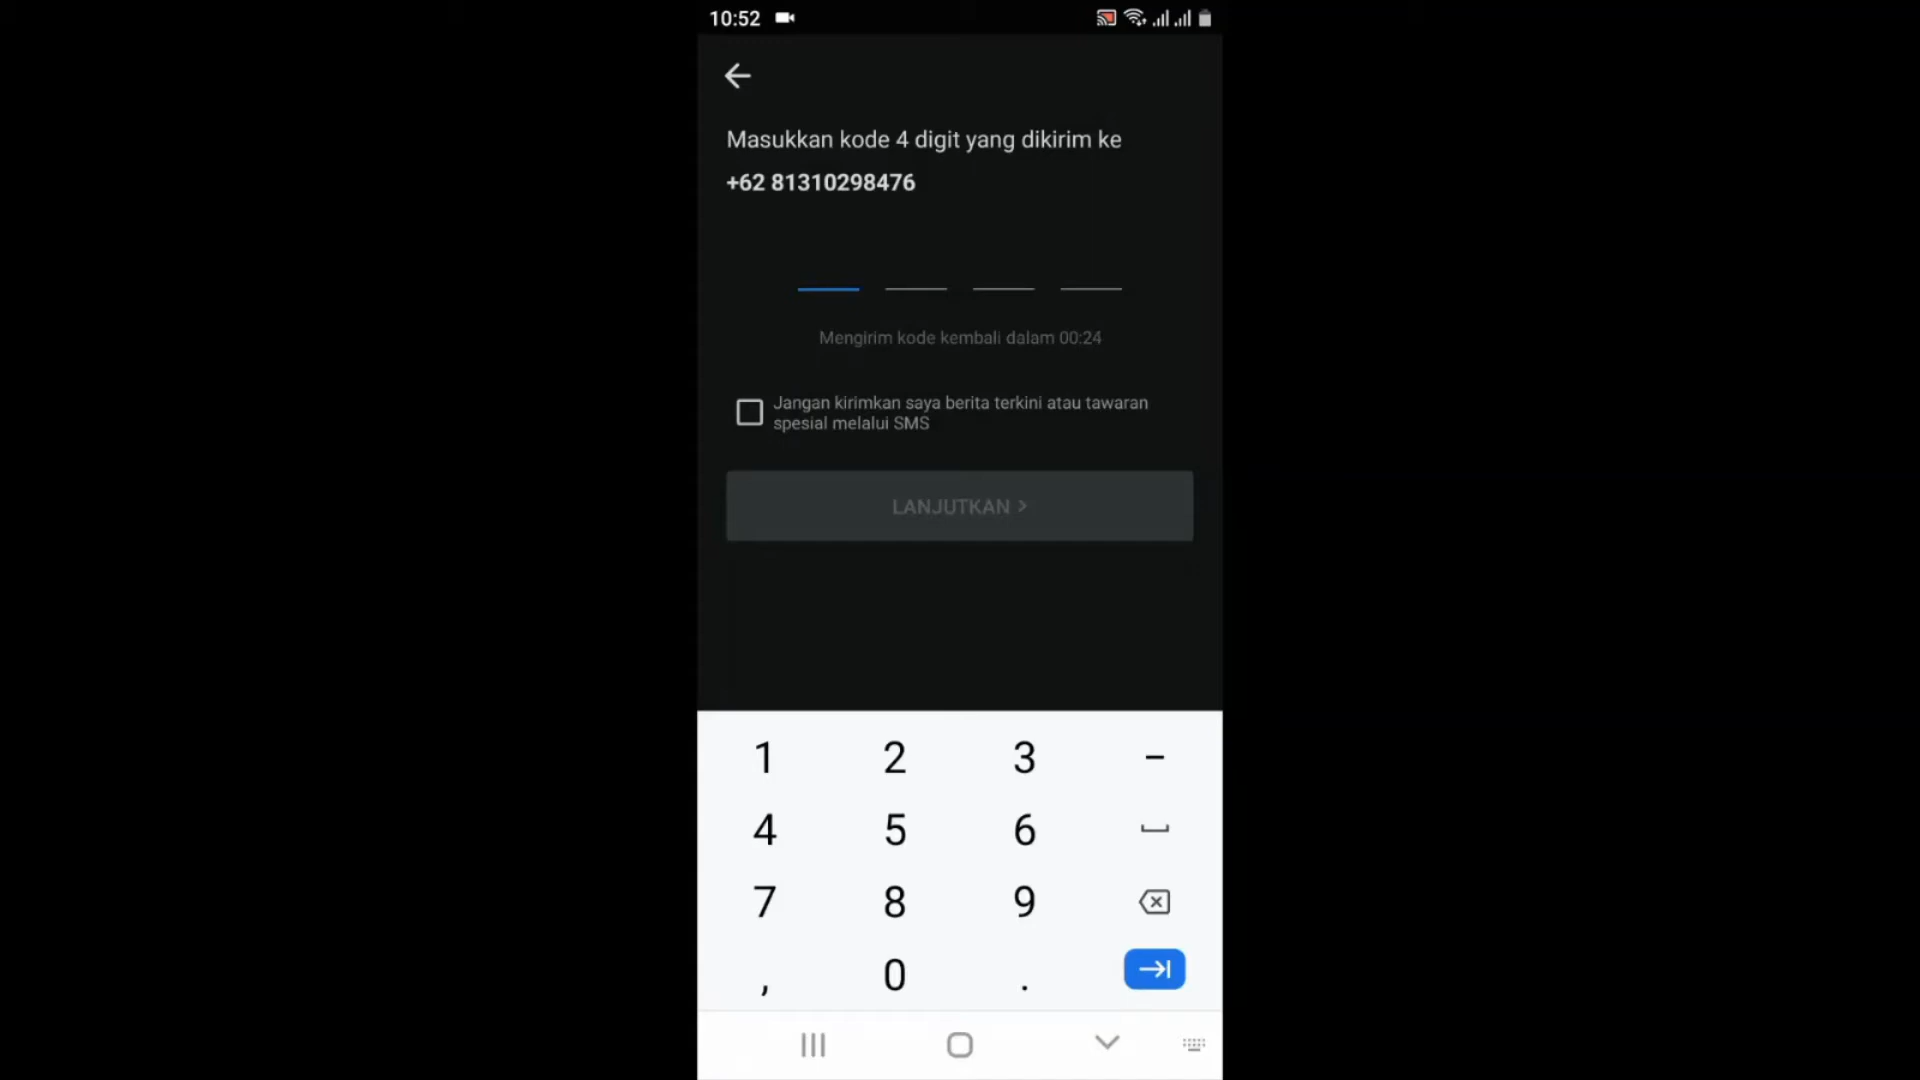 10:52
Masukkan kode 4 digit yang dikirim ke
+62 81310298476
Mengirim kode kembali dalam 00:24
Jangan kirimkan saya berita terkini atau tawaran
spesial melalui SMS
LANJUTKAN >
1 2 3 –
4 5 6
7 8 9
, 0 .